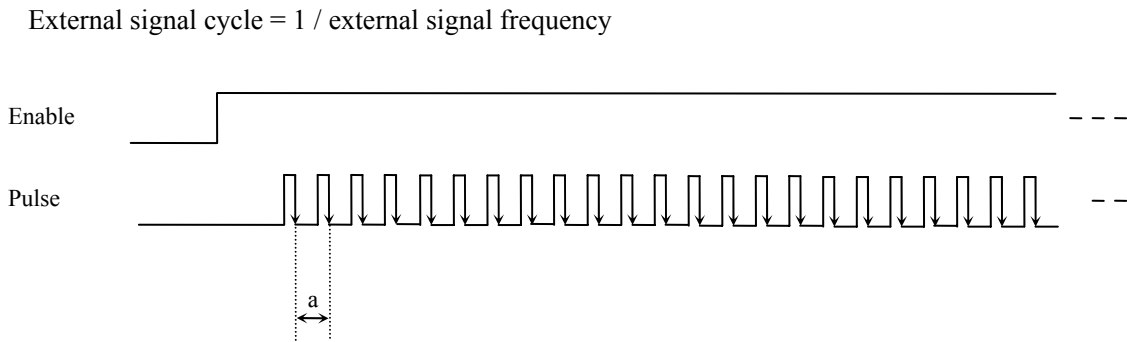 External signal cycle = 1 / external signal frequency
Enable
Pulse
a